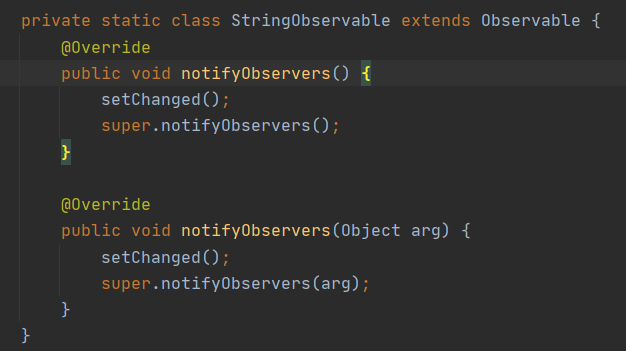 private static class StringObservable extends Observable {
    @Override
    public void notifyObservers() {
        setChanged();
        super.notifyObservers();
    }

    @Override
    public void notifyObservers(Object arg) {
        setChanged();
        super.notifyObservers(arg);
    }
}